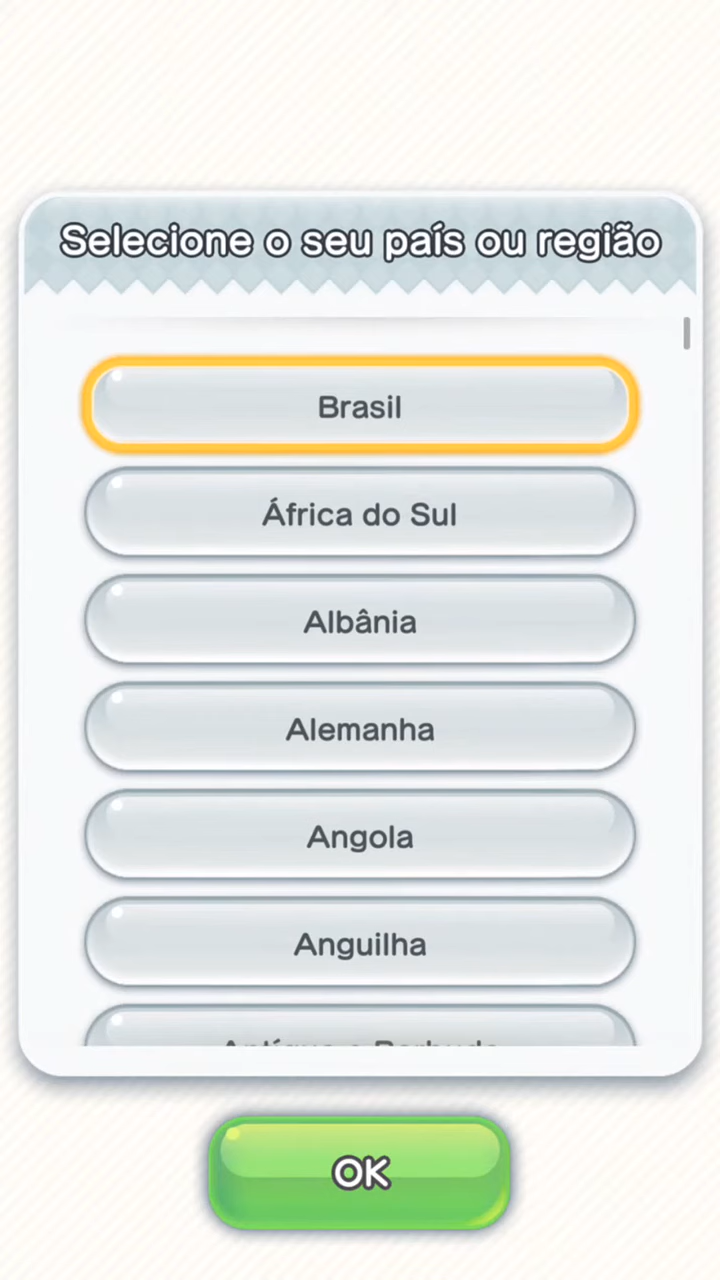 Selecione o seu país ou região
Brasil
África do Sul
Albânia
Alemanha
Angola
Anguilha
OK